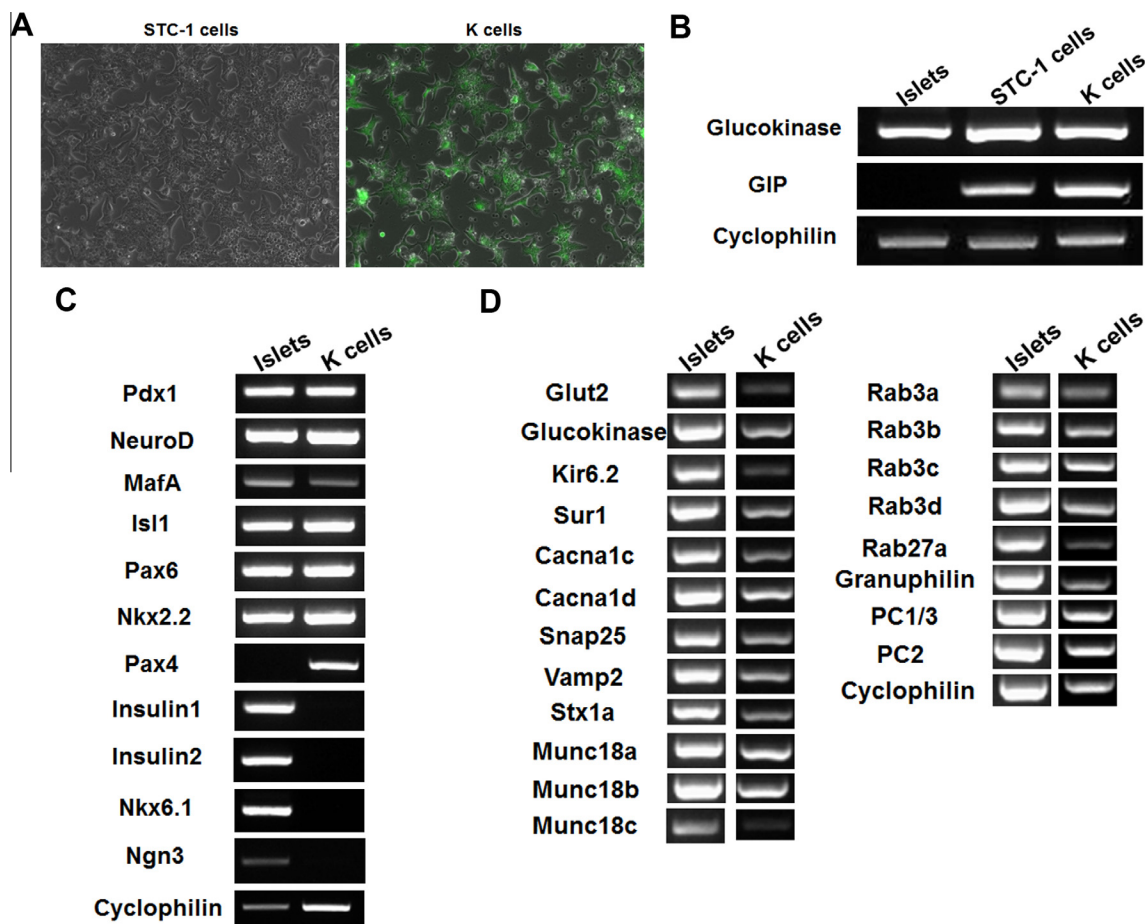 A
STC-1 cells
K cells
B
Islets
STC-1 cells
K cells
Glucokinase
GIP
Cyclophilin
C
Islets
K cells
Pdx1
NeuroD
MafA
Isl1
Pax6
Nkx2.2
Pax4
Insulin1
Insulin2
Nkx6.1
Ngn3
Cyclophilin
D
Islets
K cells
Glut2
Glucokinase
Kir6.2
Sur1
Cacna1c
Cacna1d
Snap25
Vamp2
Stx1a
Munc18a
Munc18b
Munc18c
Islets
K cells
Rab3a
Rab3b
Rab3c
Rab3d
Rab27a
Granuphilin
PC1/3
PC2
Cyclophilin